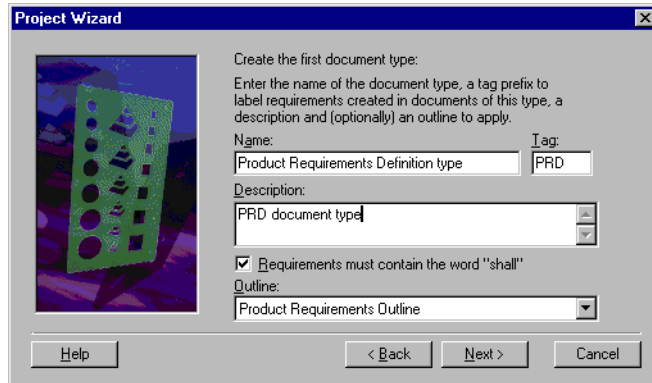 Project Wizard
Create the first document type:
Enter the name of the document type, a tag prefix to
label requirements created in documents of this type, a
description and (optionally) an outline to apply.
Name: Tag:
Product Requirements Definition type PRD
Description:
PRD document type
Requirements must contain the word "shall"
Outline:
Product Requirements Outline
Help < Back Next > Cancel